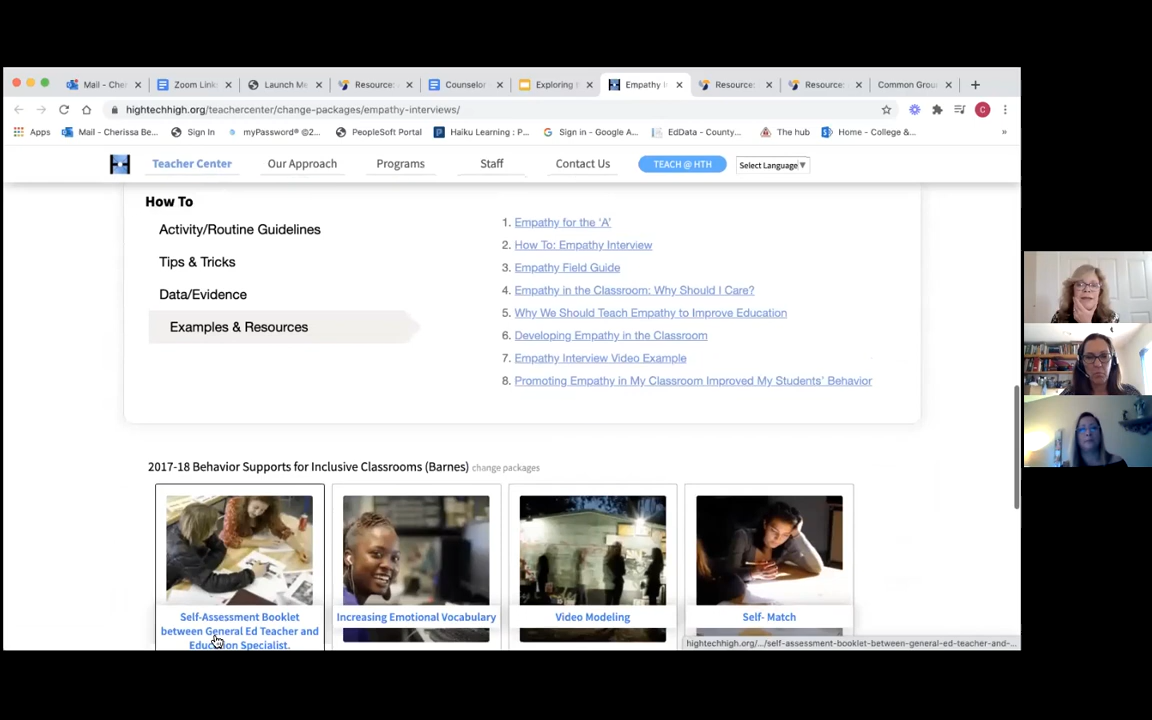 Mail - Che
Zoom Link
Launch Me
Resource
Counselor
Exploring
Empathy I
Resource
Resource
Common Grou
hightechhigh.org/teachercenter/change-packages/empathy-interviews/
C
Apps
Mail - Cherissa Be...
Sign In
myPassword® ©2...
PeopleSoft Portal
Haiku Learning : P...
Sign in - Google A...
EdData - County...
The hub
Home - College &...
»
Teacher Center
Our Approach
Programs
Staff
Contact Us
TEACH @ HTH
Select Language
How To
Activity/Routine Guidelines
Tips & Tricks
Data/Evidence
Examples & Resources
1. Empathy for the ‘A’
2. How To: Empathy Interview
3. Empathy Field Guide
4. Empathy in the Classroom: Why Should I Care?
5. Why We Should Teach Empathy to Improve Education
6. Developing Empathy in the Classroom
7. Empathy Interview Video Example
8. Promoting Empathy in My Classroom Improved My Students’ Behavior
2017-18 Behavior Supports for Inclusive Classrooms (Barnes) change packages
Self-Assessment Booklet
between General Ed Teacher and
Education Specialist.
Increasing Emotional Vocabulary
Video Modeling
Self- Match
hightechhigh.org/.../self-assessment-booklet-between-general-ed-teacher-and-...